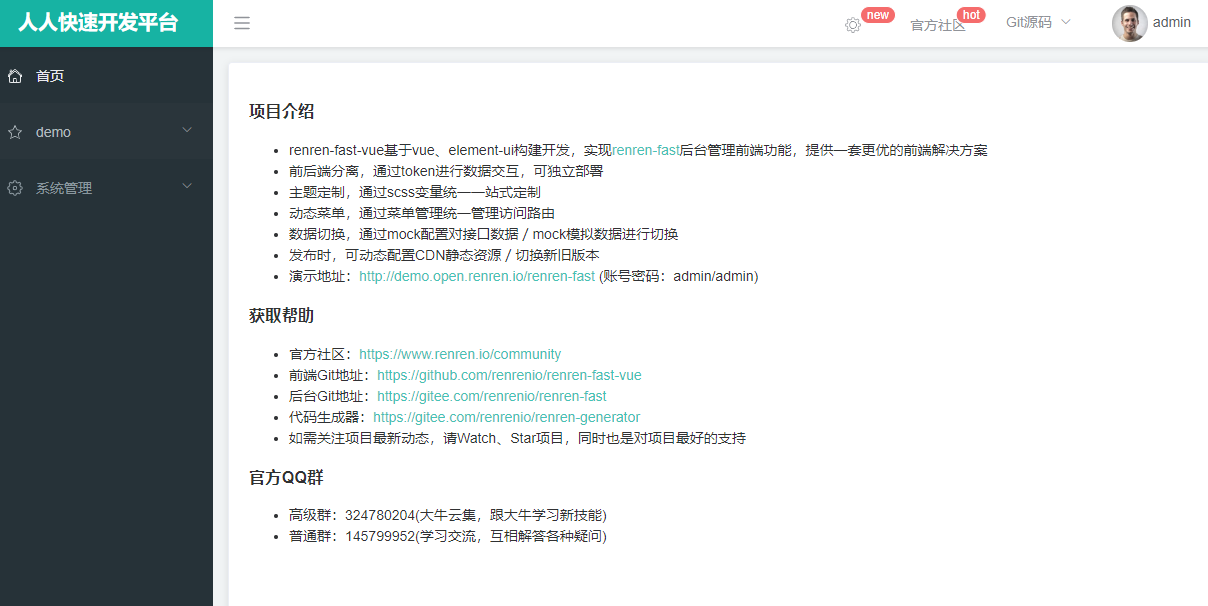 人人快速开发平台
new
官方社区
hot
Git源码
admin
首页
demo
系统管理
项目介绍
renren-fast-vue基于vue、element-ui构建开发，实现renren-fast后台管理前端功能，提供一套更优的前端解决方案
前后端分离，通过token进行数据交互，可独立部署
主题定制，通过scss变量统一一站式定制
动态菜单，通过菜单管理统一管理访问路由
数据切换，通过mock配置对接口数据／mock模拟数据进行切换
发布时，可动态配置CDN静态资源／切换新旧版本
演示地址：http://demo.open.renren.io/renren-fast (账号密码：admin/admin)
获取帮助
官方社区：https://www.renren.io/community
前端Git地址：https://github.com/renrenio/renren-fast-vue
后台Git地址：https://gitee.com/renrenio/renren-fast
代码生成器：https://gitee.com/renrenio/renren-generator
如需关注项目最新动态，请Watch、Star项目，同时也是对项目最好的支持
官方QQ群
高级群：324780204(大牛云集，跟大牛学习新技能)
普通群：145799952(学习交流，互相解答各种疑问)